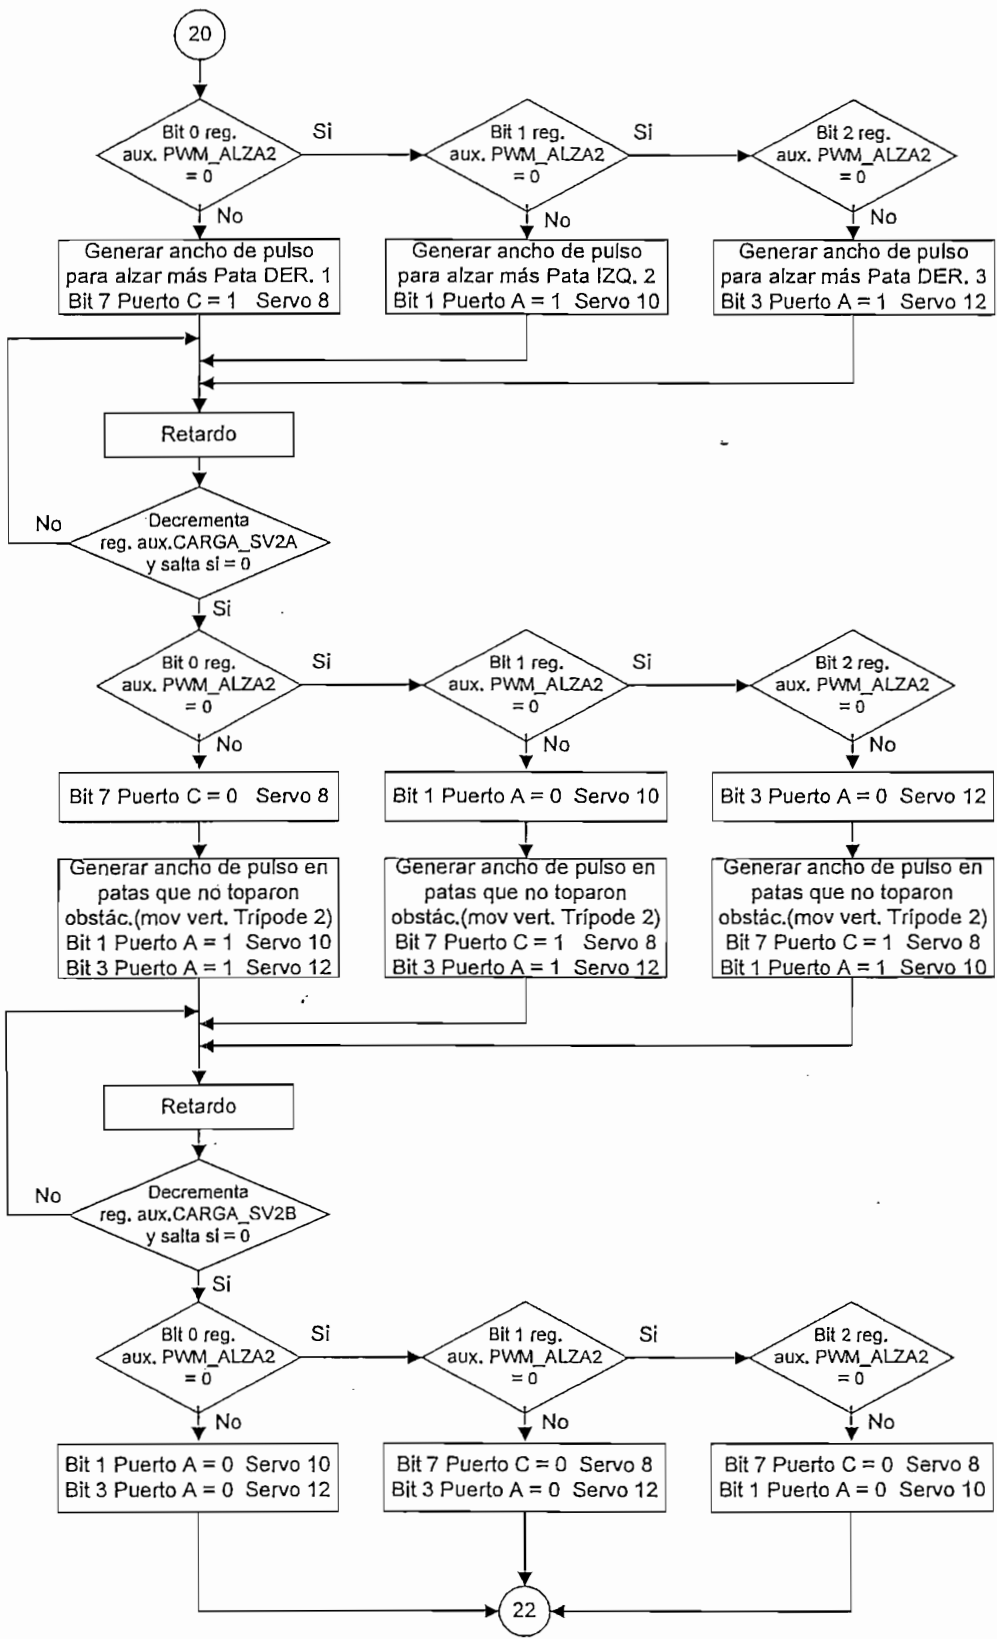 20
Bit 0 reg.
aux. PWM_ALZA2
= 0
Si
Bit 1 reg.
aux. PWM_ALZA2
= 0
Si
Bit 2 reg.
aux. PWM_ALZA2
= 0
No
No
No
Generar ancho de pulso
para alzar más Pata DER. 1
Bit 7 Puerto C = 1 Servo 8
Generar ancho de pulso
para alzar más Pata IZQ. 2
Bit 1 Puerto A = 1 Servo 10
Generar ancho de pulso
para alzar más Pata DER. 3
Bit 3 Puerto A = 1 Servo 12
Retardo
No
Decrementa
reg. aux.CARGA_SV2A
y salta si = 0
Si
Bit 0 reg.
aux. PWM_ALZA2
= 0
Si
Bit 1 reg.
aux. PWM_ALZA2
= 0
Si
Bit 2 reg.
aux. PWM_ALZA2
= 0
No
No
No
Bit 7 Puerto C = 0 Servo 8
Bit 1 Puerto A = 0 Servo 10
Bit 3 Puerto A = 0 Servo 12
Generar ancho de pulso en
patas que no toparon
obstác.(mov vert. Trípode 2)
Bit 1 Puerto A = 1 Servo 10
Bit 3 Puerto A = 1 Servo 12
Generar ancho de pulso en
patas que no toparon
obstác.(mov vert. Trípode 2)
Bit 7 Puerto C = 1 Servo 8
Bit 3 Puerto A = 1 Servo 12
Generar ancho de pulso en
patas que no toparon
obstác.(mov vert. Trípode 2)
Bit 7 Puerto C = 1 Servo 8
Bit 1 Puerto A = 1 Servo 10
Retardo
No
Decrementa
reg. aux.CARGA_SV2B
y salta si = 0
Si
Bit 0 reg.
aux. PWM_ALZA2
= 0
Si
Bit 1 reg.
aux. PWM_ALZA2
= 0
Si
Bit 2 reg.
aux. PWM_ALZA2
= 0
No
No
No
Bit 1 Puerto A = 0 Servo 10
Bit 3 Puerto A = 0 Servo 12
Bit 7 Puerto C = 0 Servo 8
Bit 3 Puerto A = 0 Servo 12
Bit 7 Puerto C = 0 Servo 8
Bit 1 Puerto A = 0 Servo 10
22